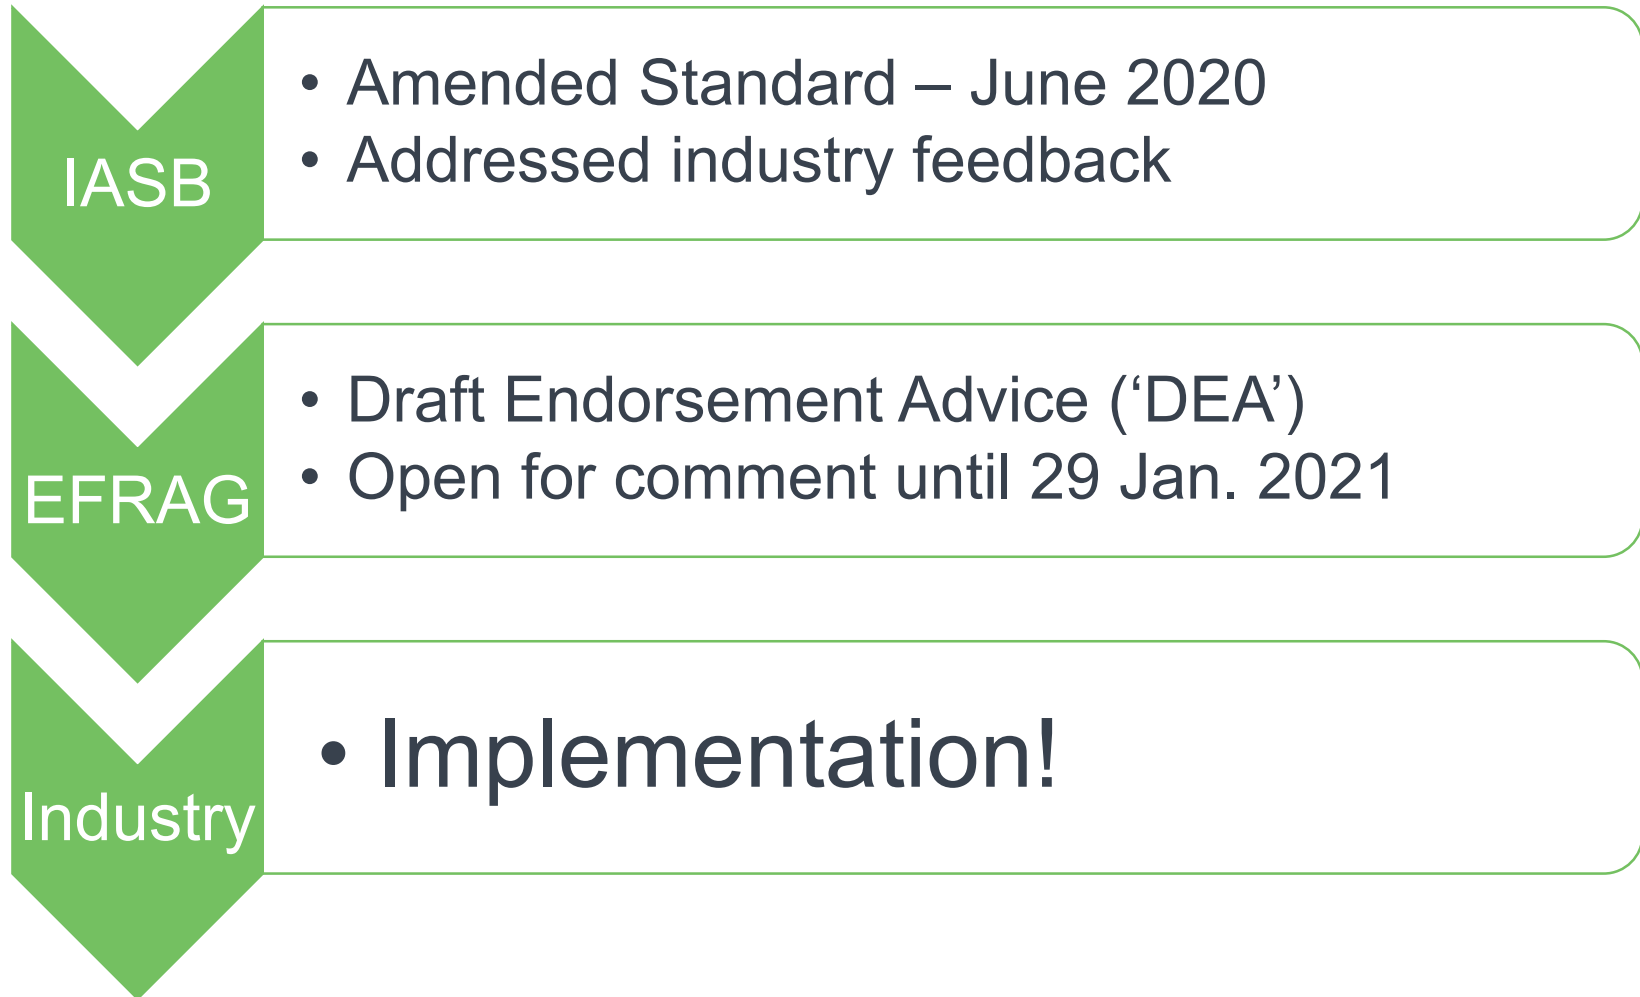 IASB
• Amended Standard – June 2020
• Addressed industry feedback
EFRAG
• Draft Endorsement Advice (‘DEA’)
• Open for comment until 29 Jan. 2021
Industry
• Implementation!